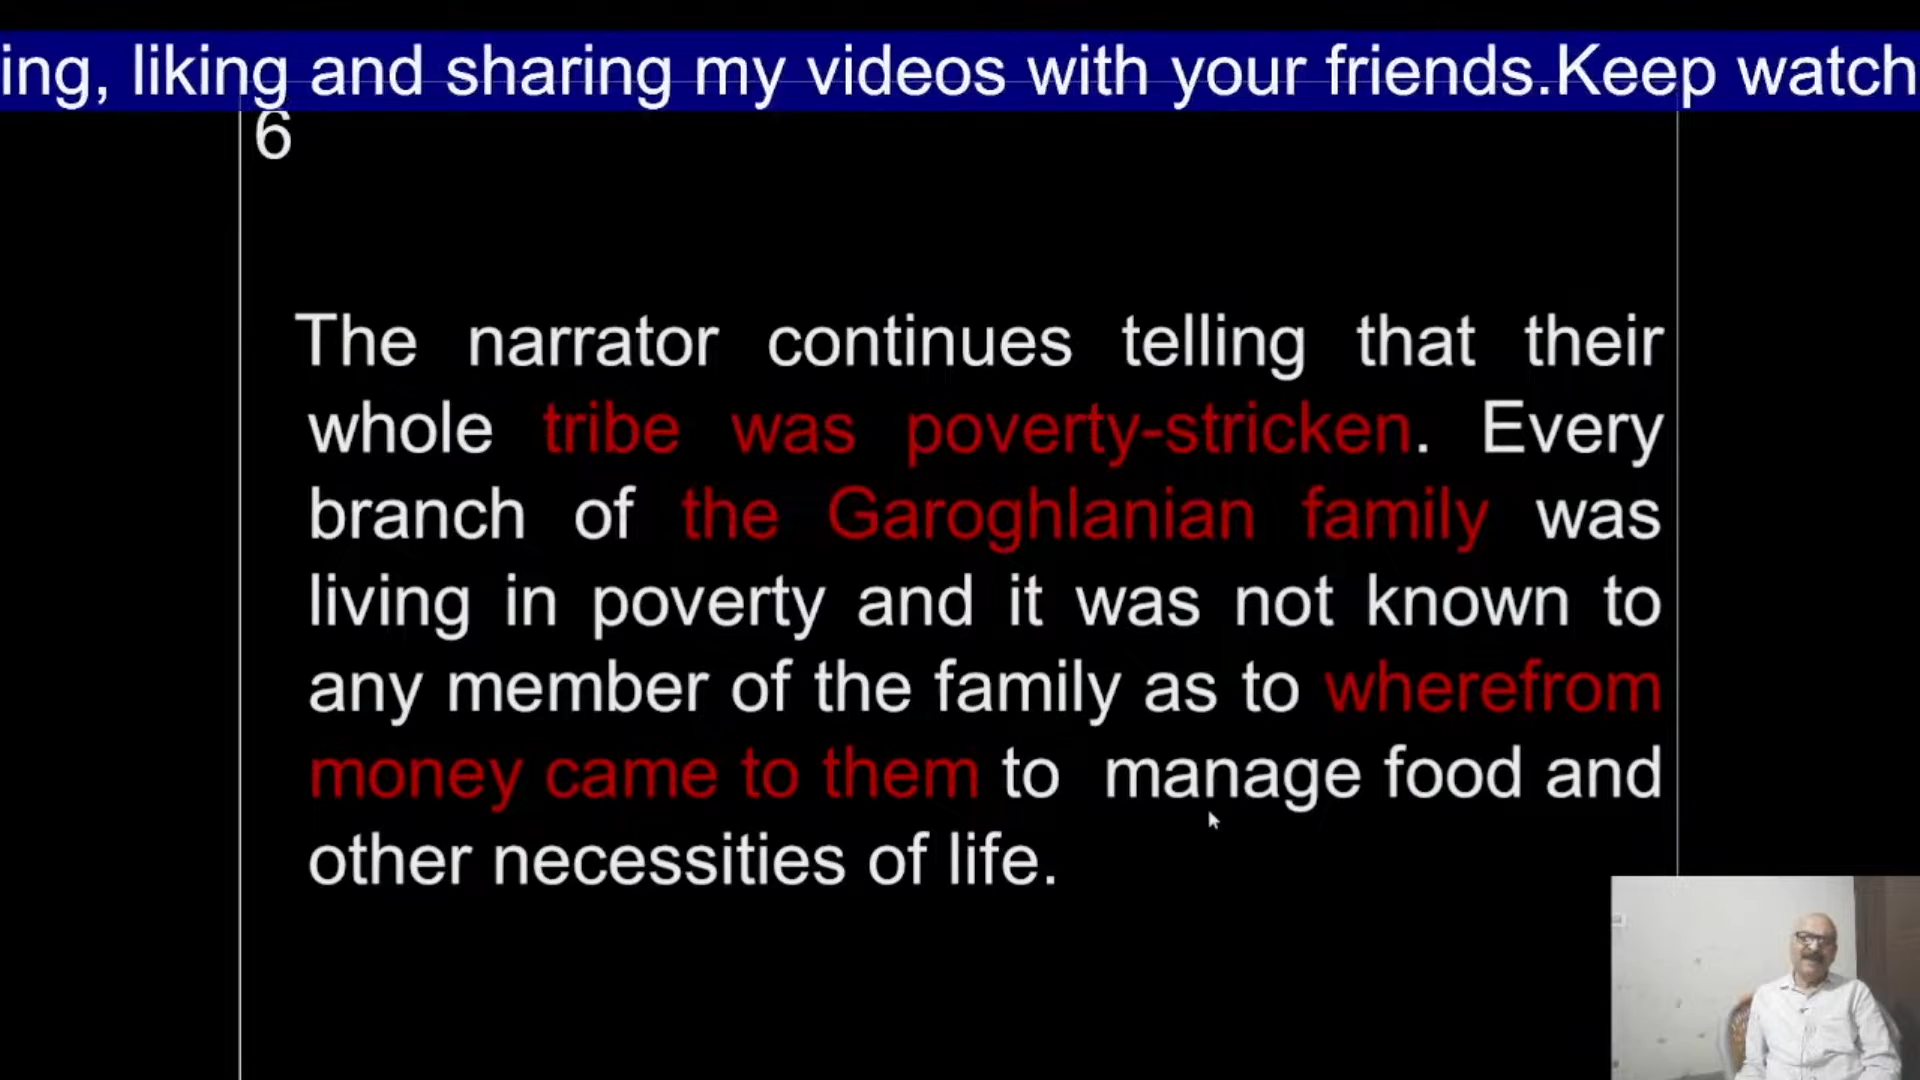 ing, liking and sharing my videos with your friends.Keep watch
6
The narrator continues telling that their
whole tribe was poverty-stricken. Every
branch of the Garoghlanian family was
living in poverty and it was not known to
any member of the family as to wherefrom
money came to them to manage food and
other necessities of life.